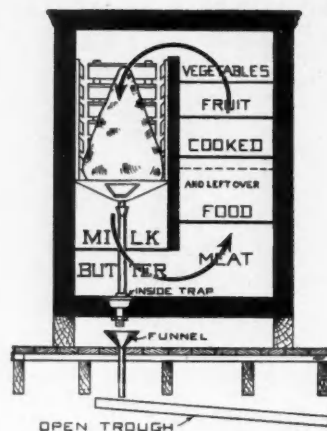 VEGETABLES
FRUIT
COOKED
AND LEFT OVER
FOOD
MILK
MEAT
BUTTER
INSIDE TRAP
FUNNEL
OPEN TROUGH